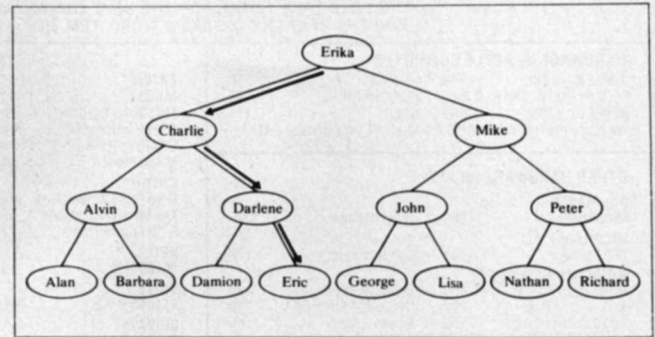 Erika
Charlie Mike
Alvin Darlene John Peter
Alan Barbara Damion Eric George Lisa Nathan Richard